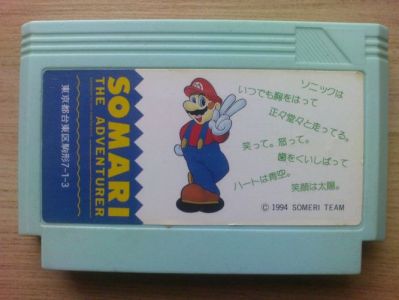 SOMARI
THE ADVENTURER
東京都台東区駒形7-1-3
ソニックは
いつでも胸をはって
正々堂々と走ってる。
笑って。怒って。
歯をくいしばって
ハートは青空。
笑顔は太陽。
© 1994 SOMERI TEAM